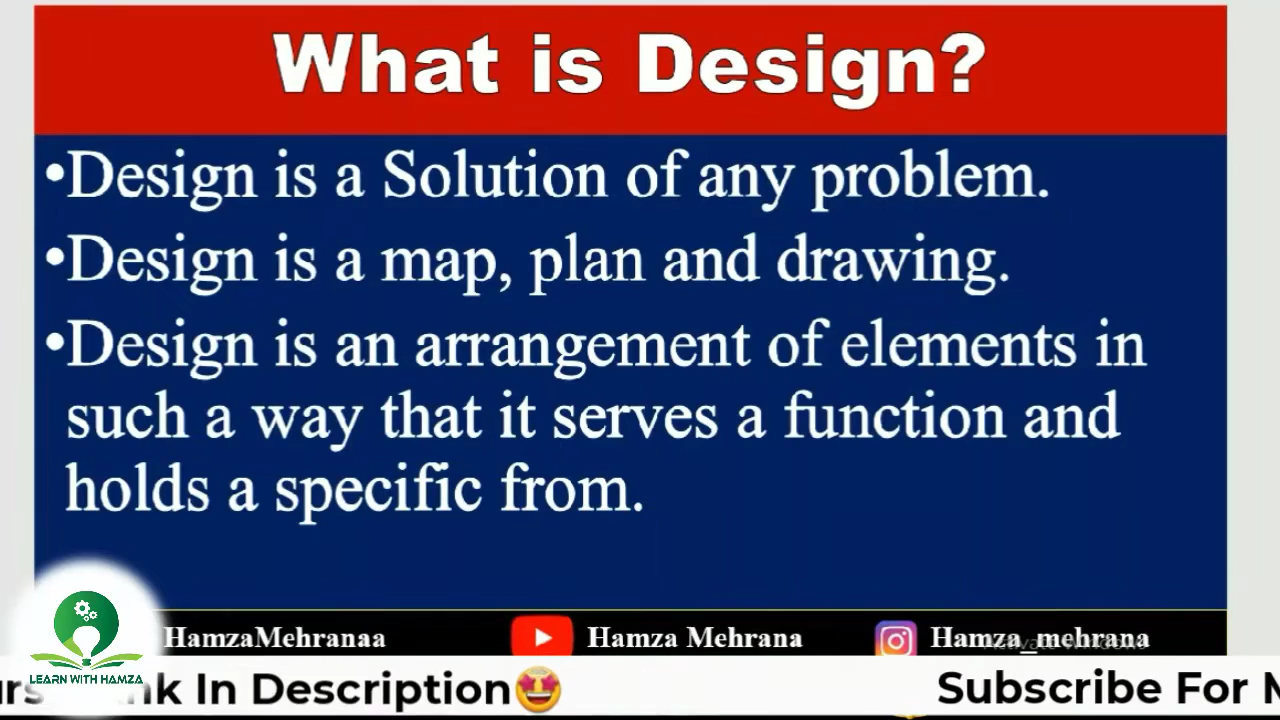 What is Design?
•Design is a Solution of any problem.
•Design is a map, plan and drawing.
•Design is an arrangement of elements in
such a way that it serves a function and
holds a specific from.
HamzaMehranaa
Hamza Mehrana
Hamza_mehrana
Activate Windows
LEARN WITH HAMZA
In Description
Subscribe For